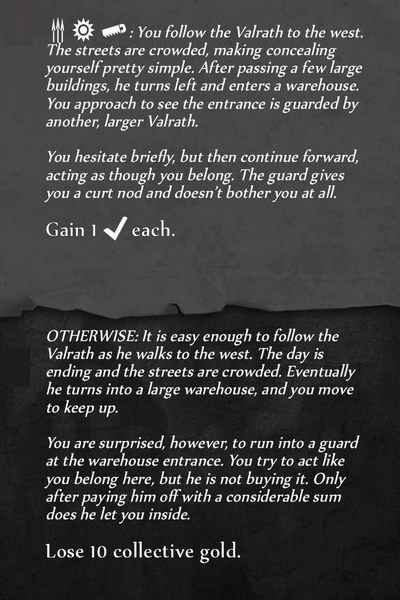 : You follow the Valrath to the west.
The streets are crowded, making concealing
yourself pretty simple. After passing a few large
buildings, he turns left and enters a warehouse.
You approach to see the entrance is guarded by
another, larger Valrath.
You hesitate briefly, but then continue forward,
acting as though you belong. The guard gives
you a curt nod and doesn't bother you at all.
Gain 1 ✓ each.
OTHERWISE: It is easy enough to follow the
Valrath as he walks to the west. The day is
ending and the streets are crowded. Eventually
he turns into a large warehouse, and you move
to keep up.
You are surprised, however, to run into a guard
at the warehouse entrance. You try to act like
you belong here, but he is not buying it. Only
after paying him off with a considerable sum
does he let you inside.
Lose 10 collective gold.